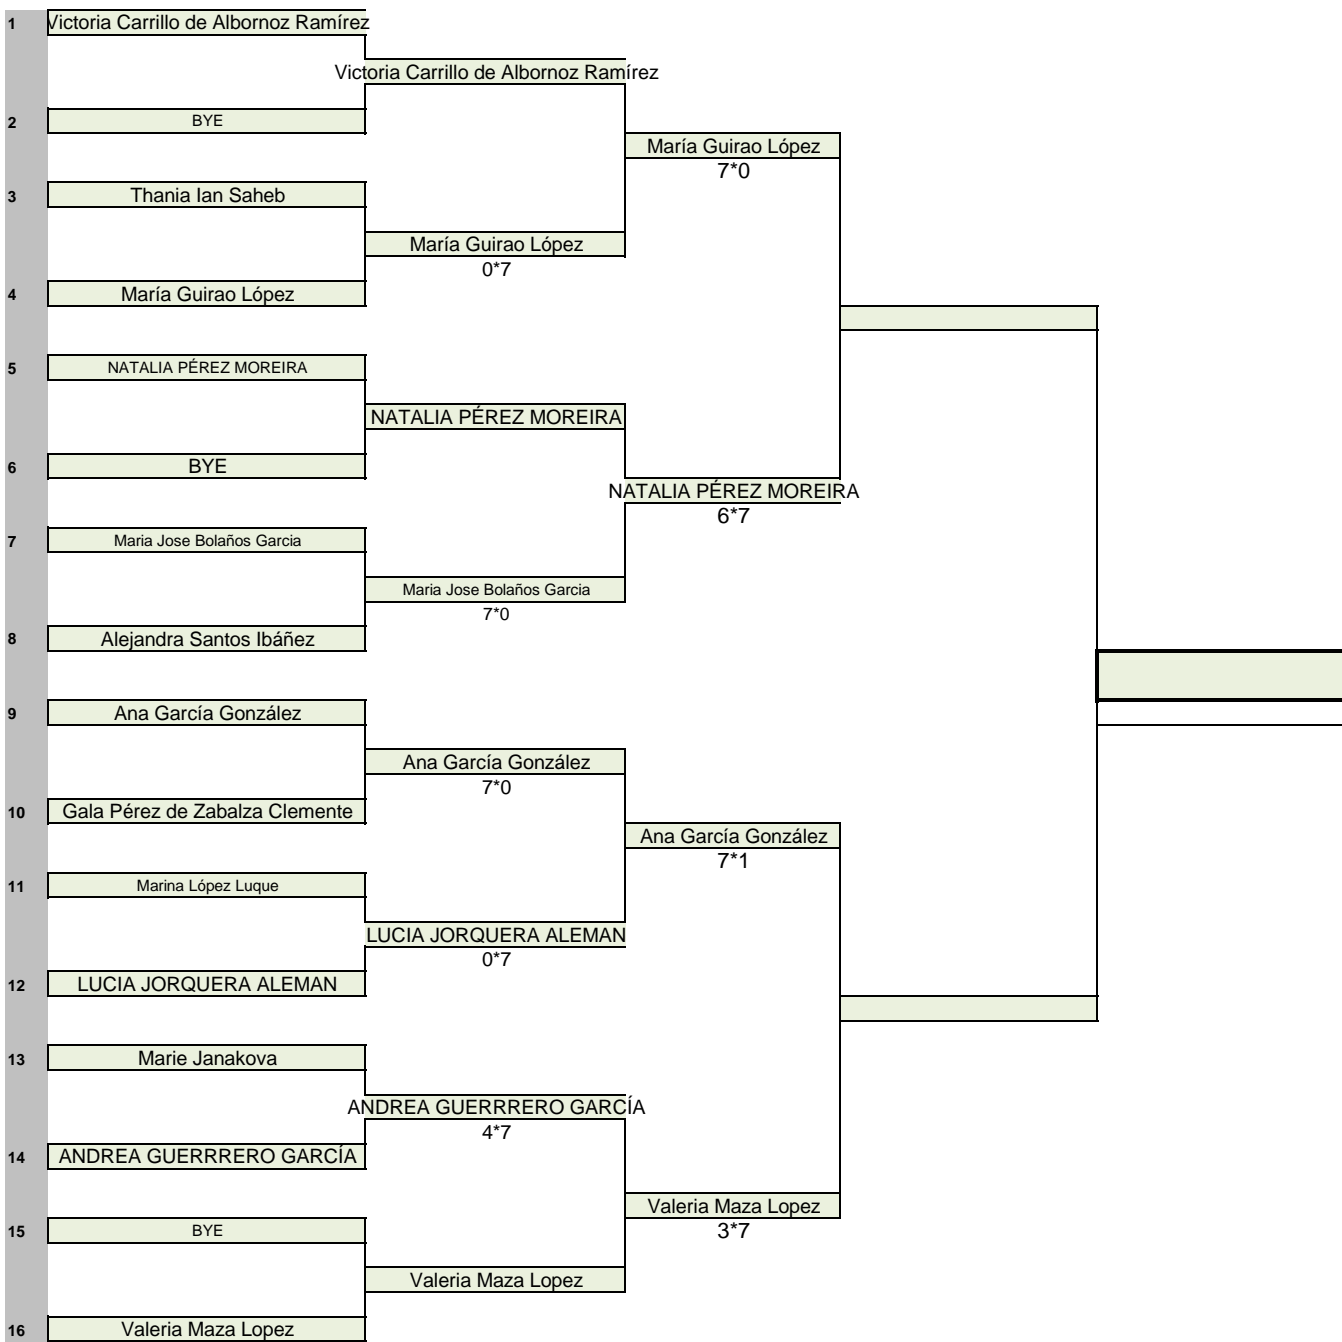 1 Victoria Carrillo de Albornoz Ramírez
Victoria Carrillo de Albornoz Ramírez
2 BYE
María Guirao López
7*0
3 Thania Ian Saheb
María Guirao López
0*7
4 María Guirao López
5 NATALIA PÉREZ MOREIRA
NATALIA PÉREZ MOREIRA
6 BYE
NATALIA PÉREZ MOREIRA
6*7
7 Maria Jose Bolaños Garcia
Maria Jose Bolaños Garcia
7*0
8 Alejandra Santos Ibáñez
9 Ana García González
Ana García González
7*0
10 Gala Pérez de Zabalza Clemente
Ana García González
7*1
11 Marina López Luque
LUCIA JORQUERA ALEMAN
0*7
12 LUCIA JORQUERA ALEMAN
13 Marie Janakova
ANDREA GUERRRERO GARCÍA
4*7
14 ANDREA GUERRRERO GARCÍA
Valeria Maza Lopez
3*7
15 BYE
Valeria Maza Lopez
16 Valeria Maza Lopez